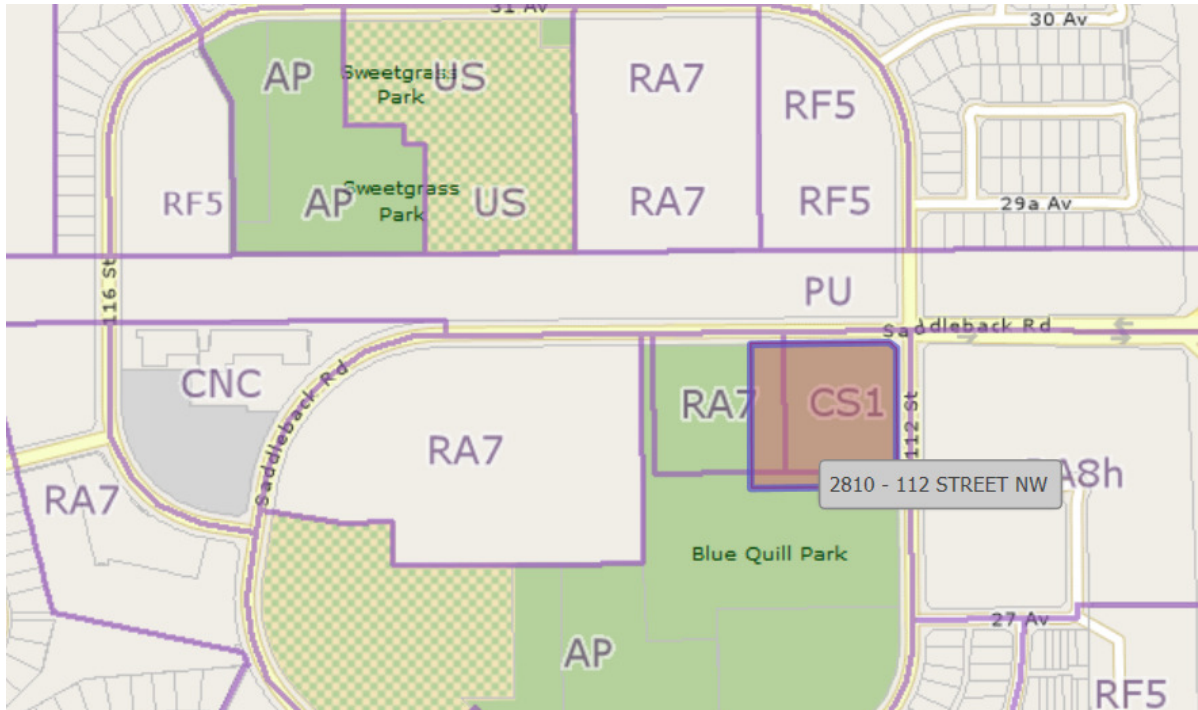 31 Av
30 Av
AP
Sweetgrass
Park
US
RA7
RF5
RF5
AP
Sweetgrass
Park
US
RA7
RF5
29a Av
116 St
PU
Saddleback Rd
CNC
Saddleback Rd
RA7
RA7
CS1
112 St
RA7
A8h
2810 - 112 STREET NW
Blue Quill Park
27 Av
AP
RF5